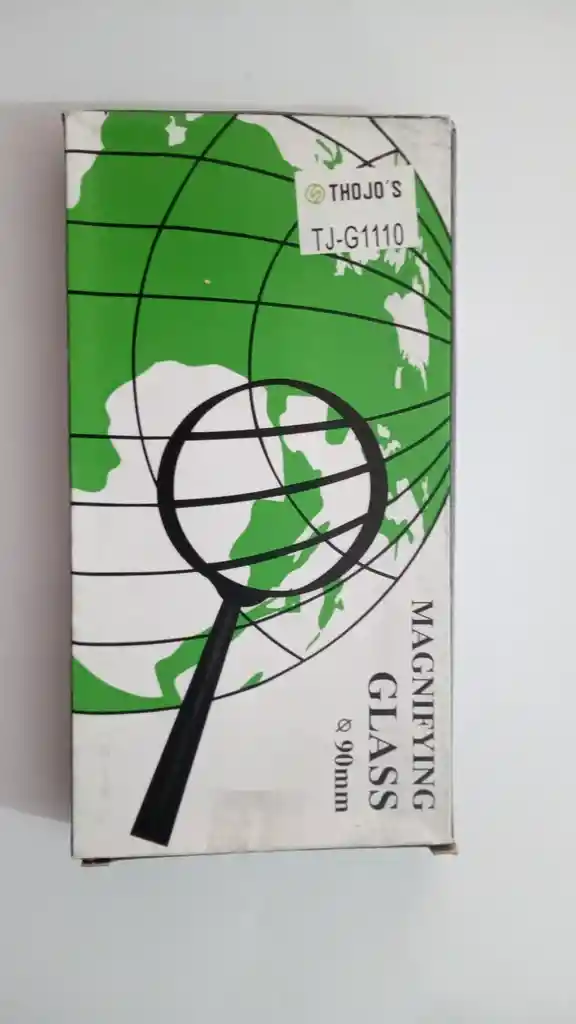 THOJO´S
TJ-G1110
MAGNIFYING
GLASS
⌀ 90mm